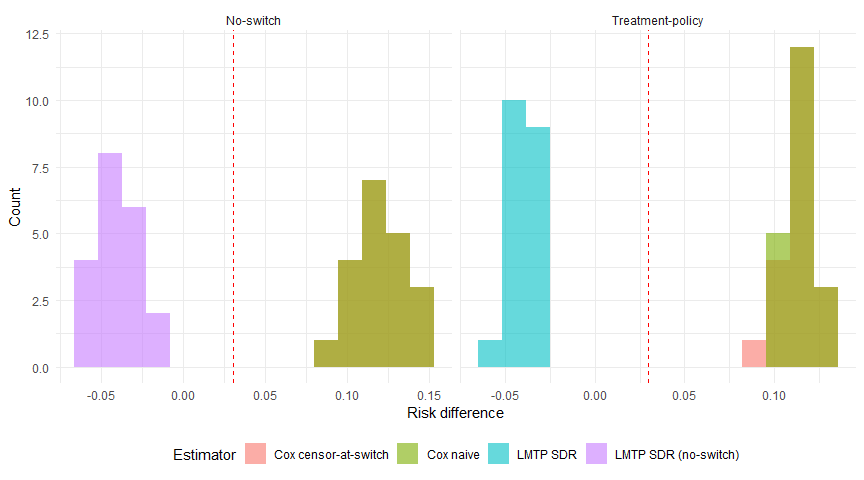 No-switch
Treatment-policy
12.5
10.0
7.5
5.0
2.5
0.0
Count
-0.05
0.00
0.05
0.10
0.15
-0.05
0.00
0.05
0.10
Risk difference
Estimator
Cox censor-at-switch
Cox naive
LMTP SDR
LMTP SDR (no-switch)